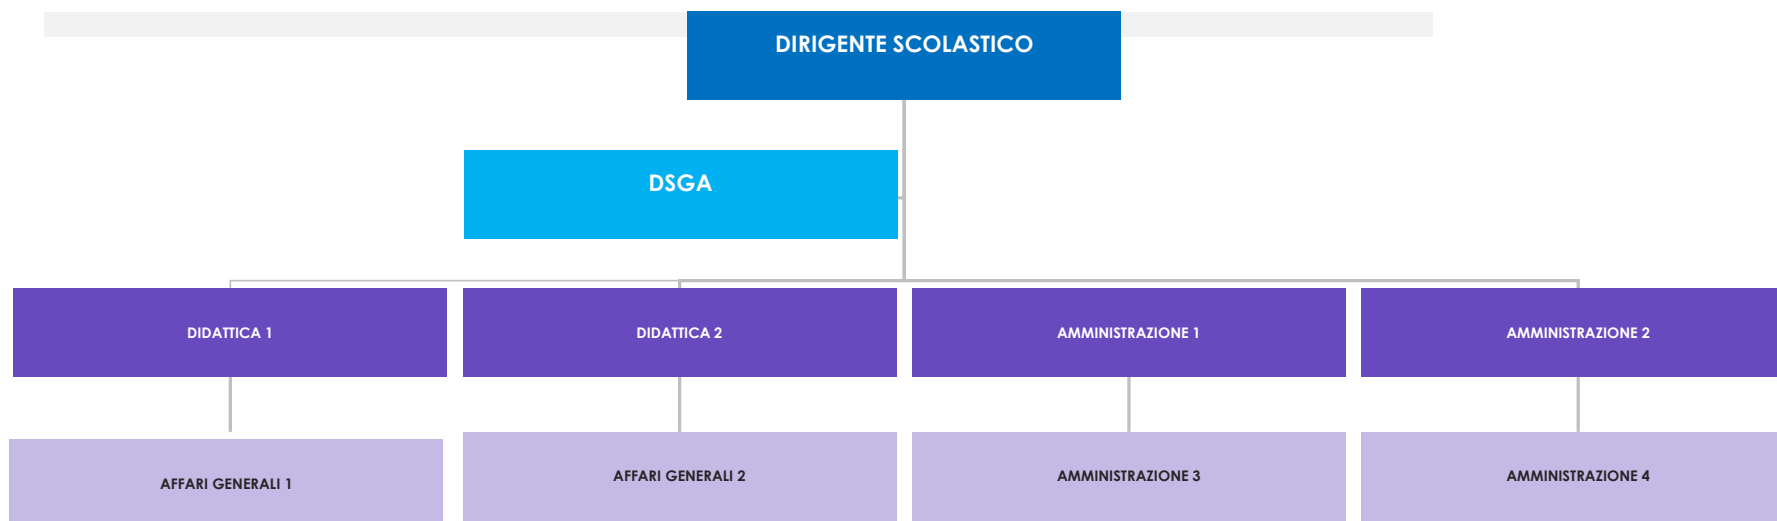 DIRIGENTE SCOLASTICO
DSGA
DIDATTICA 1
DIDATTICA 2
AMMINISTRAZIONE 1
AMMINISTRAZIONE 2
AFFARI GENERALI 1
AFFARI GENERALI 2
AMMINISTRAZIONE 3
AMMINISTRAZIONE 4